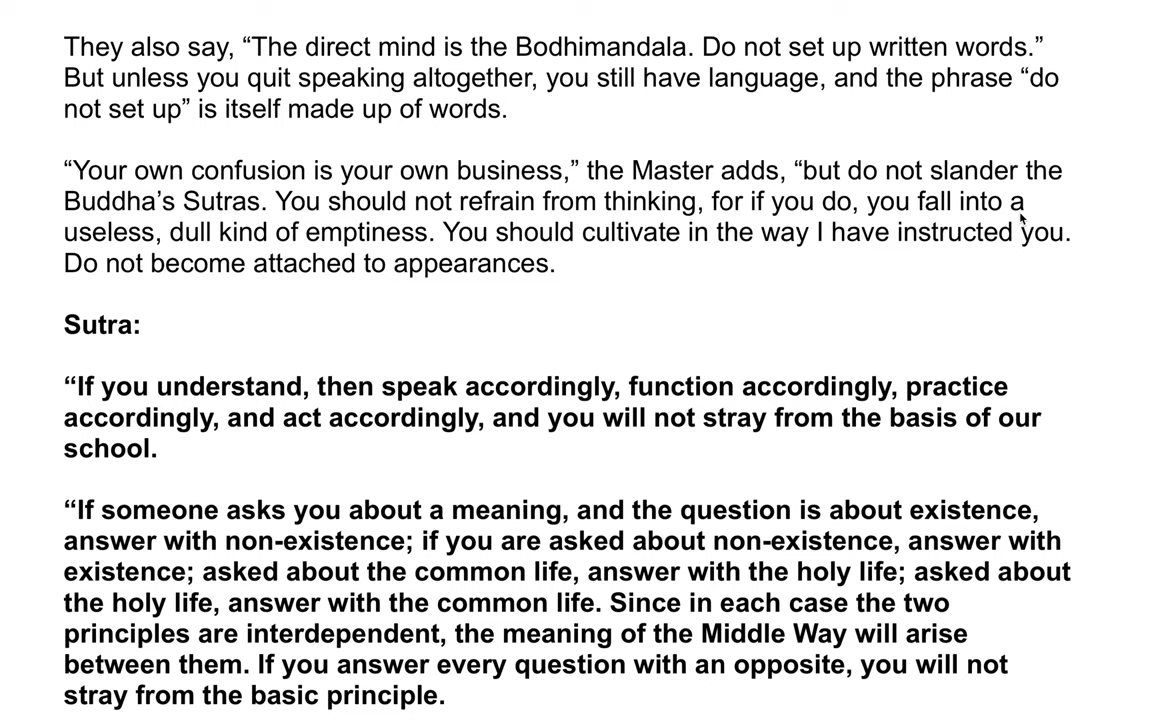 They also say, “The direct mind is the Bodhimandala. Do not set up written words.”
But unless you quit speaking altogether, you still have language, and the phrase “do
not set up” is itself made up of words.
“Your own confusion is your own business,” the Master adds, “but do not slander the
Buddha’s Sutras. You should not refrain from thinking, for if you do, you fall into a
useless, dull kind of emptiness. You should cultivate in the way I have instructed you.
Do not become attached to appearances.
Sutra:
“If you understand, then speak accordingly, function accordingly, practice
accordingly, and act accordingly, and you will not stray from the basis of our
school.
“If someone asks you about a meaning, and the question is about existence,
answer with non-existence; if you are asked about non-existence, answer with
existence; asked about the common life, answer with the holy life; asked about
the holy life, answer with the common life. Since in each case the two
principles are interdependent, the meaning of the Middle Way will arise
between them. If you answer every question with an opposite, you will not
stray from the basic principle.